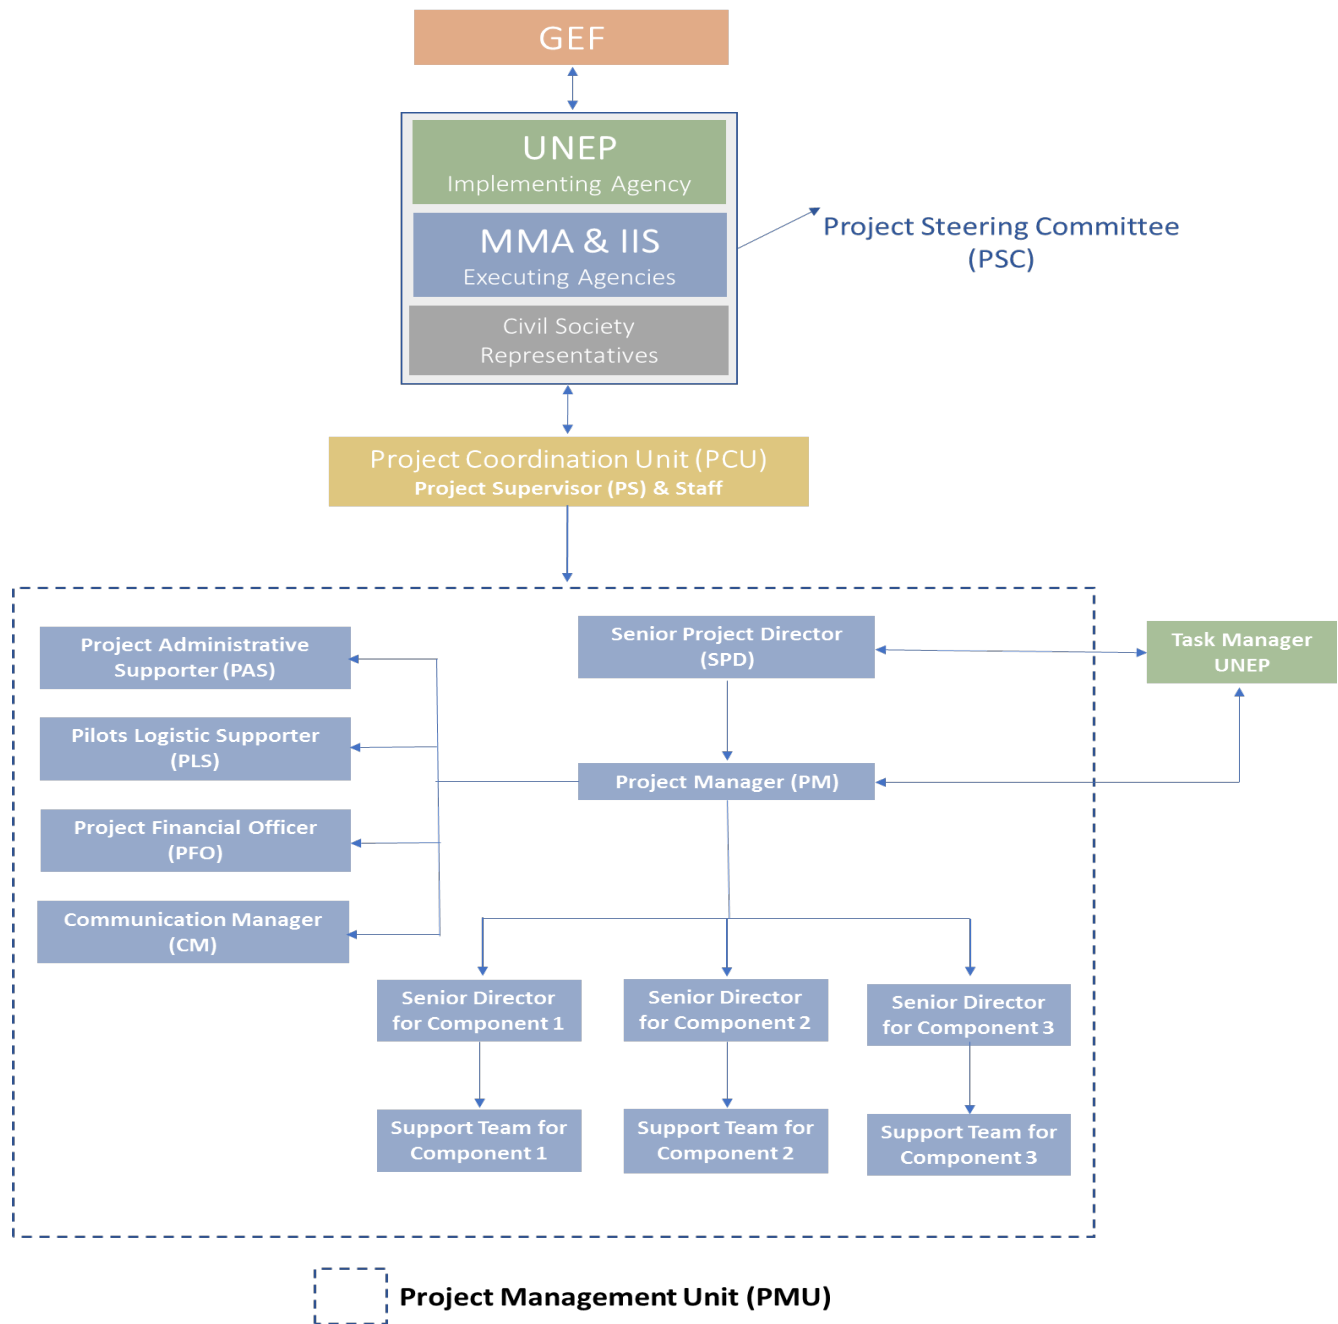 GEF
UNEP
Implementing Agency
MMA & IIS
Executing Agencies
Civil Society
Representatives
Project Steering Committee
(PSC)
Project Coordination Unit (PCU)
Project Supervisor (PS) & Staff
Project Administrative
Supporter (PAS)
Pilots Logistic Supporter
(PLS)
Project Financial Officer
(PFO)
Communication Manager
(CM)
Senior Project Director
(SPD)
Task Manager
UNEP
Project Manager (PM)
Senior Director
for Component 1
Senior Director
for Component 2
Senior Director
for Component 3
Support Team for
Component 1
Support Team for
Component 2
Support Team for
Component 3
Project Management Unit (PMU)